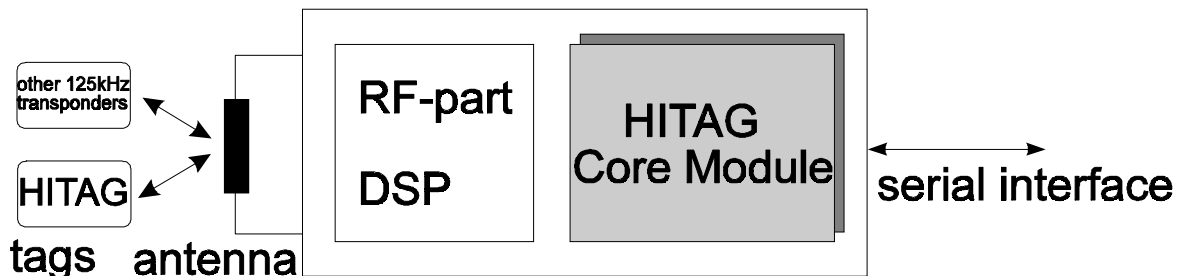 other 125kHz
transponders
HITAG
tags
antenna
RF-part
DSP
HITAG
Core Module
serial interface